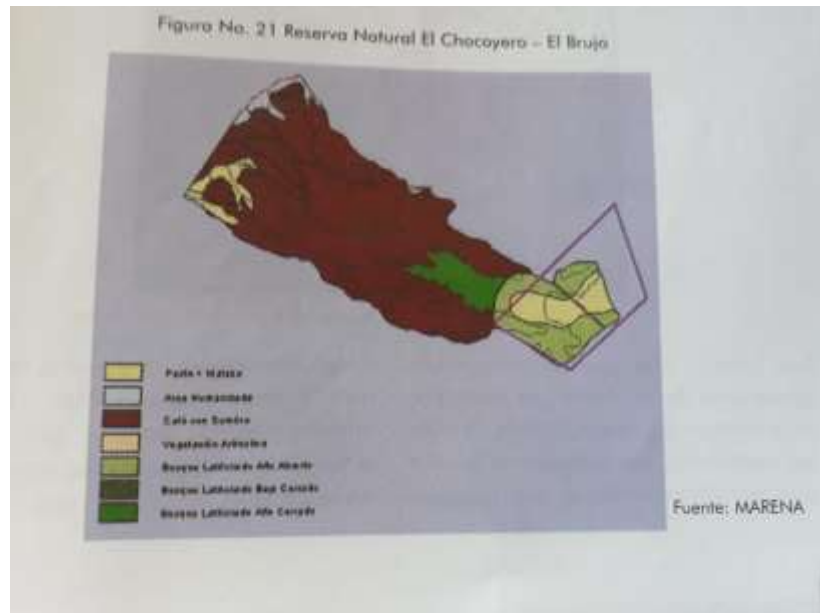 Figura No. 21 Reserva Natural El Chocoyero – El Brujo
Pasto + Maleza
Area Humanizada
Café con Sombra
Vegetación Arbustiva
Bosque Latifoliado Alto Abierto
Bosque Latifoliado Bajo Cerrado
Bosque Latifoliado Alto Cerrado
Fuente: MARENA